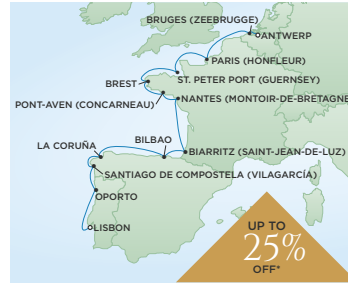 BRUGES (ZEEBRUGGE)
ANTWERP
PARIS (HONFLEUR)
ST. PETER PORT (GUERNSEY)
BREST
PONT-AVEN (CONCARNEAU)
NANTES (MONTOIR-DE-BRETAGNE)
LA CORUÑA
BILBAO
BIARRITZ (SAINT-JEAN-DE-LUZ)
SANTIAGO DE COMPOSTELA (VILAGARCÍA)
OPORTO
LISBON
UP TO
25%
OFF*